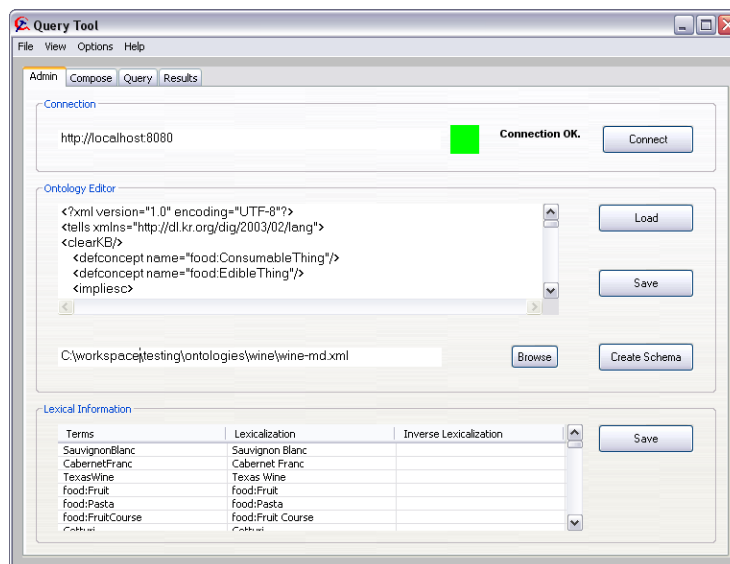 Query Tool
File View Options Help
Admin Compose Query Results
Connection
http://localhost:8080 Connection OK. Connect
Ontology Editor
<?xml version="1.0" encoding="UTF-8"?>
<tells xmlns="http://dl.kr.org/dig/2003/02/lang">
<clearKB/>
<defconcept name="food:ConsumableThing"/>
<defconcept name="food:EdibleThing"/>
<impliesc>
Load
Save
C:\workspace\testing\ontologies\wine\wine-md.xml Browse Create Schema
Lexical Information
Terms Lexicalization Inverse Lexicalization
SauvignonBlanc Sauvignon Blanc
CabernetFranc Cabernet Franc
TexasWine Texas Wine
food:Fruit food:Fruit
food:Pasta food:Pasta
food:FruitCourse food:Fruit Course
Save